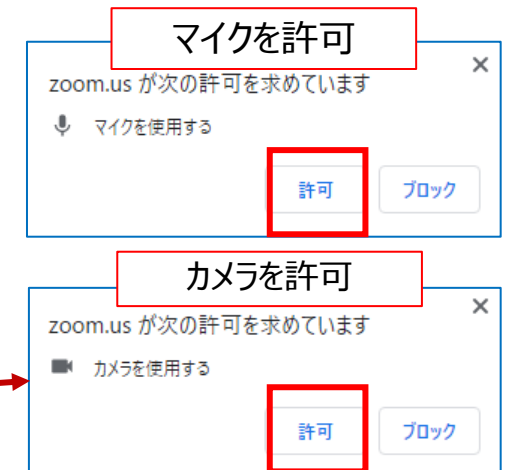 マイクを許可
×
zoom.us が次の許可を求めています
マイクを使用する
許可 ブロック
カメラを許可
×
zoom.us が次の許可を求めています
カメラを使用する
許可 ブロック